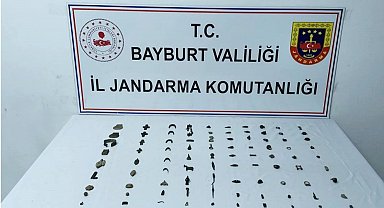 T.C.
BAYBURT VALİLİĞİ
İL JANDARMA KOMUTANLIĞI